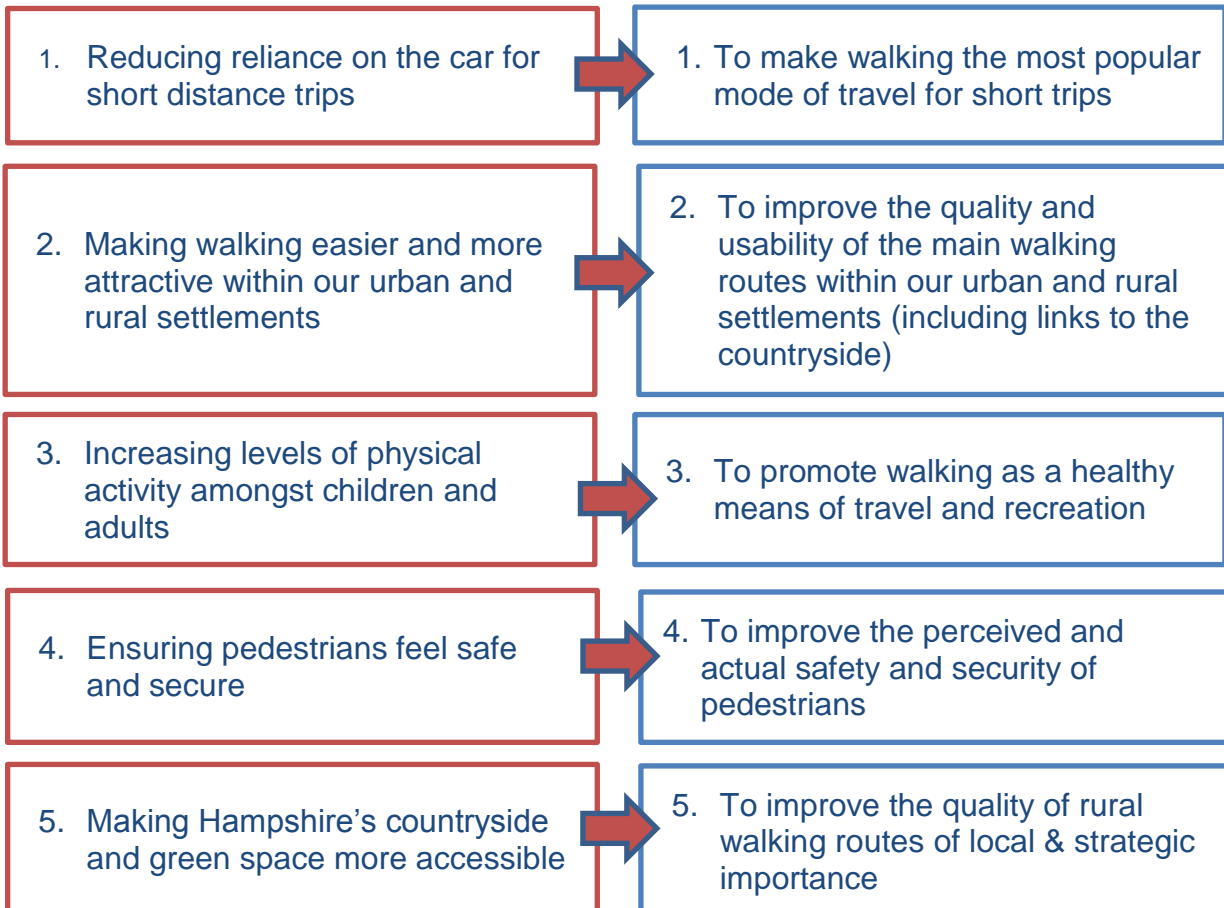 1. Reducing reliance on the car for
short distance trips
1. To make walking the most popular
mode of travel for short trips
2. Making walking easier and more
attractive within our urban and
rural settlements
2. To improve the quality and
usability of the main walking
routes within our urban and rural
settlements (including links to the
countryside)
3. Increasing levels of physical
activity amongst children and
adults
3. To promote walking as a healthy
means of travel and recreation
4. Ensuring pedestrians feel safe
and secure
4. To improve the perceived and
actual safety and security of
pedestrians
5. Making Hampshire’s countryside
and green space more accessible
5. To improve the quality of rural
walking routes of local & strategic
importance